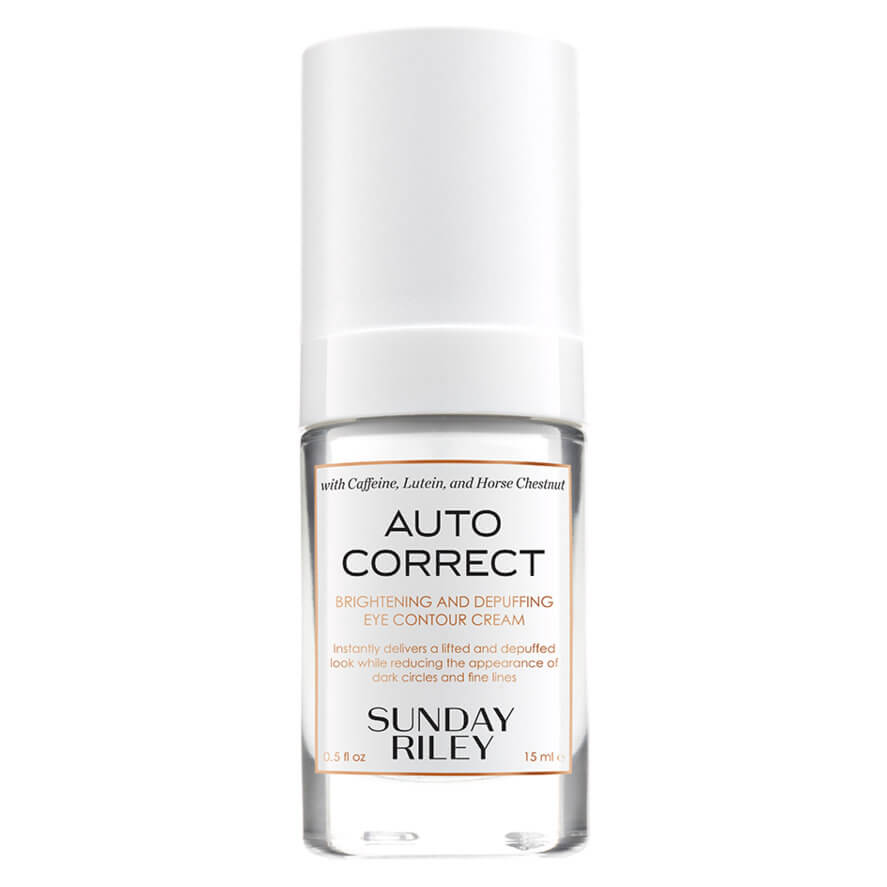 with Caffeine, Lutein, and Horse Chestnut
AUTO
CORRECT
BRIGHTENING AND DEPUFFING
EYE CONTOUR CREAM
Instantly delivers a lifted and depuffed
look while reducing the appearance of
dark circles and fine lines
SUNDAY
RILEY
0.5 fl oz 15 ml e